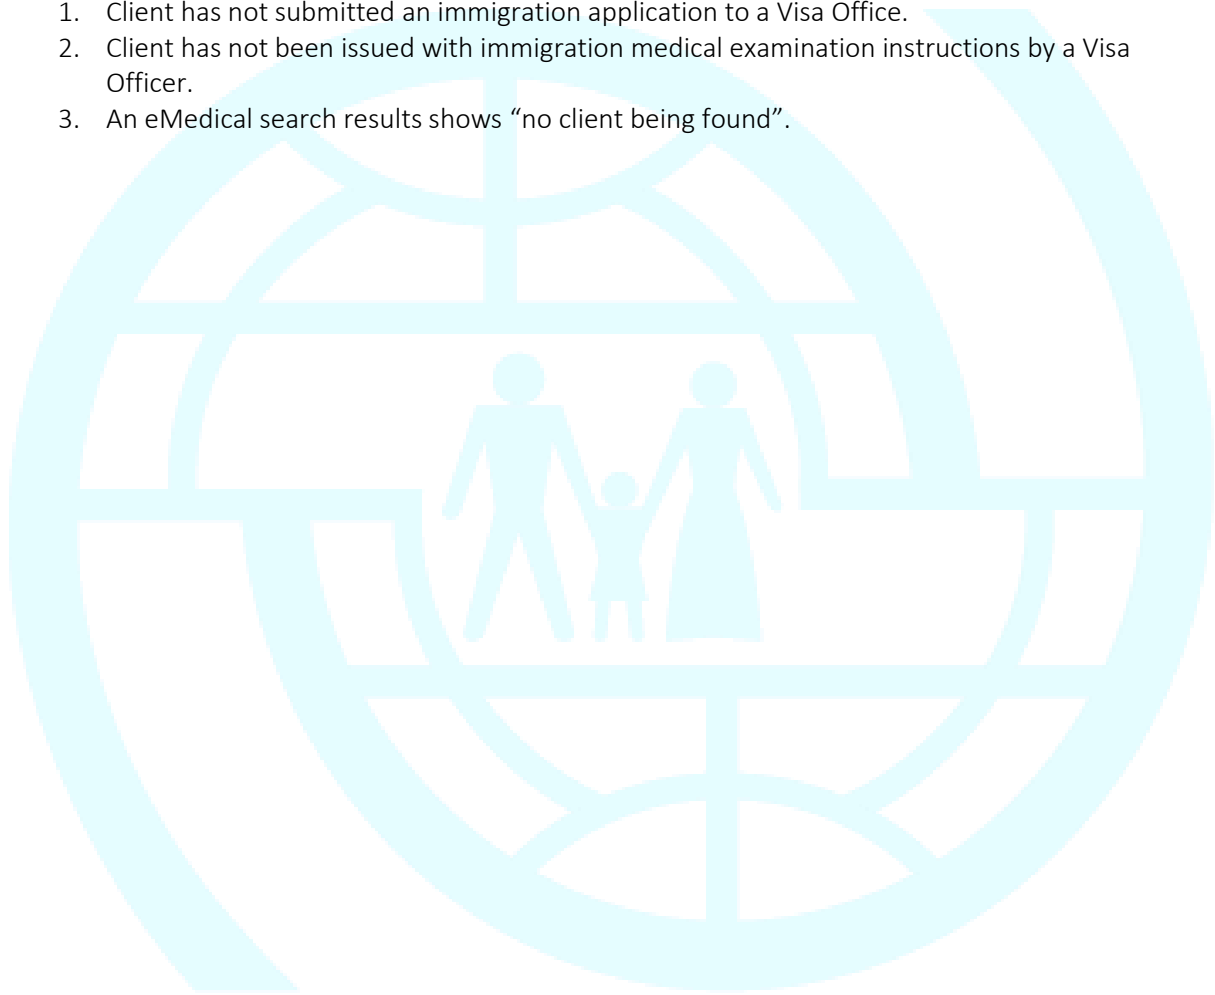 1. Client has not submitted an immigration application to a Visa Office.
2. Client has not been issued with immigration medical examination instructions by a Visa
Officer.
3. An eMedical search results shows “no client being found”.